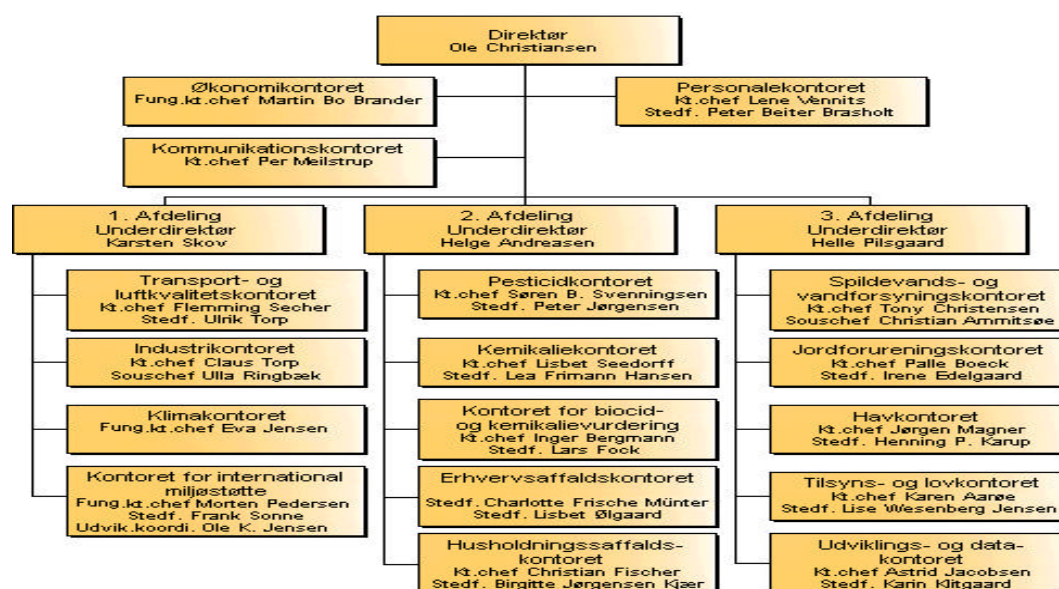 Direktør
Ole Christiansen
Økonomikontoret
Fung.kt.chef Martin Bo Brander
Personalekontoret
Kt.chef Lene Vennits
Stedf. Peter Beiter Brasholt
Kommunikationskontoret
Kt.chef Per Meilstrup
1. Afdeling
Underdirektør
Karsten Skov
Transport- og
luftkvalitetskontoret
Kt.chef Flemming Secher
Stedf. Ulrik Torp
Industrikontoret
Kt.chef Claus Torp
Souschef Ulla Ringbæk
Klimakontoret
Fung.kt.chef Eva Jensen
Kontoret for international
miljøstøtte
Fung.kt.chef Morten Pedersen
Stedf. Frank Sonne
Udvik.koordi. Ole K. Jensen
2. Afdeling
Underdirektør
Helge Andreasen
Pesticidkontoret
Kt.chef Søren B. Svenningsen
Stedf. Peter Jørgensen
Kemikaliekontoret
Kt.chef Lisbet Seedorff
Stedf. Lea Frimann Hansen
Kontoret for biocid-
og kemikalievurdering
Kt.chef Inger Bergmann
Stedf. Lars Fock
Erhvervsaffaldskontoret
Stedf. Charlotte Frische Münter
Stedf. Lisbet Ølgaard
Husholdningssaffalds-
kontoret
Kt.chef Christian Fischer
Stedf. Birgitte Jørgensen Kjær
3. Afdeling
Underdirektør
Helle Pilsgaard
Spildevands- og
vandforsyningskontoret
Kt.chef Tony Christensen
Souschef Christian Ammitsøe
Jordforureningskontoret
Kt.chef Palle Boeck
Stedf. Irene Edelgaard
Havkontoret
Kt.chef Jørgen Magner
Stedf. Henning P. Karup
Tilsyns- og lovkontoret
Kt.chef Karen Aarøe
Stedf. Lise Wesenberg Jensen
Udviklings- og data-
kontoret
Kt.chef Astrid Jacobsen
Stedf. Karin Klitgaard